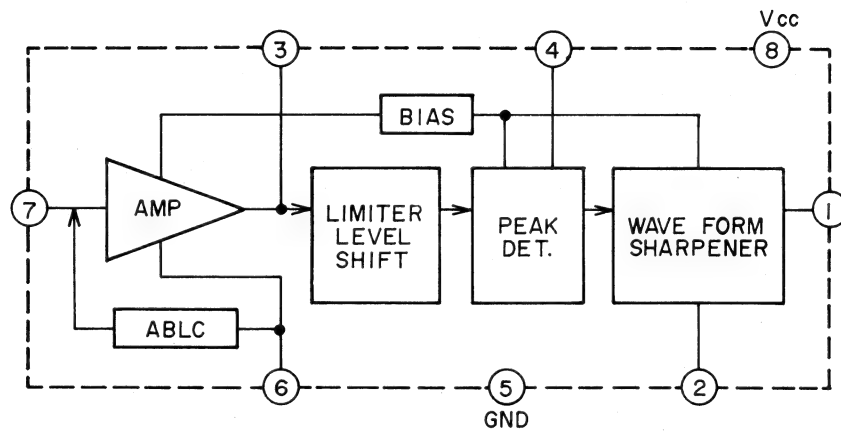 Vcc
3
4
8
BIAS
7
AMP
LIMITER
LEVEL
SHIFT
PEAK
DET.
WAVE FORM
SHARPENER
1
ABLC
6
5
2
GND